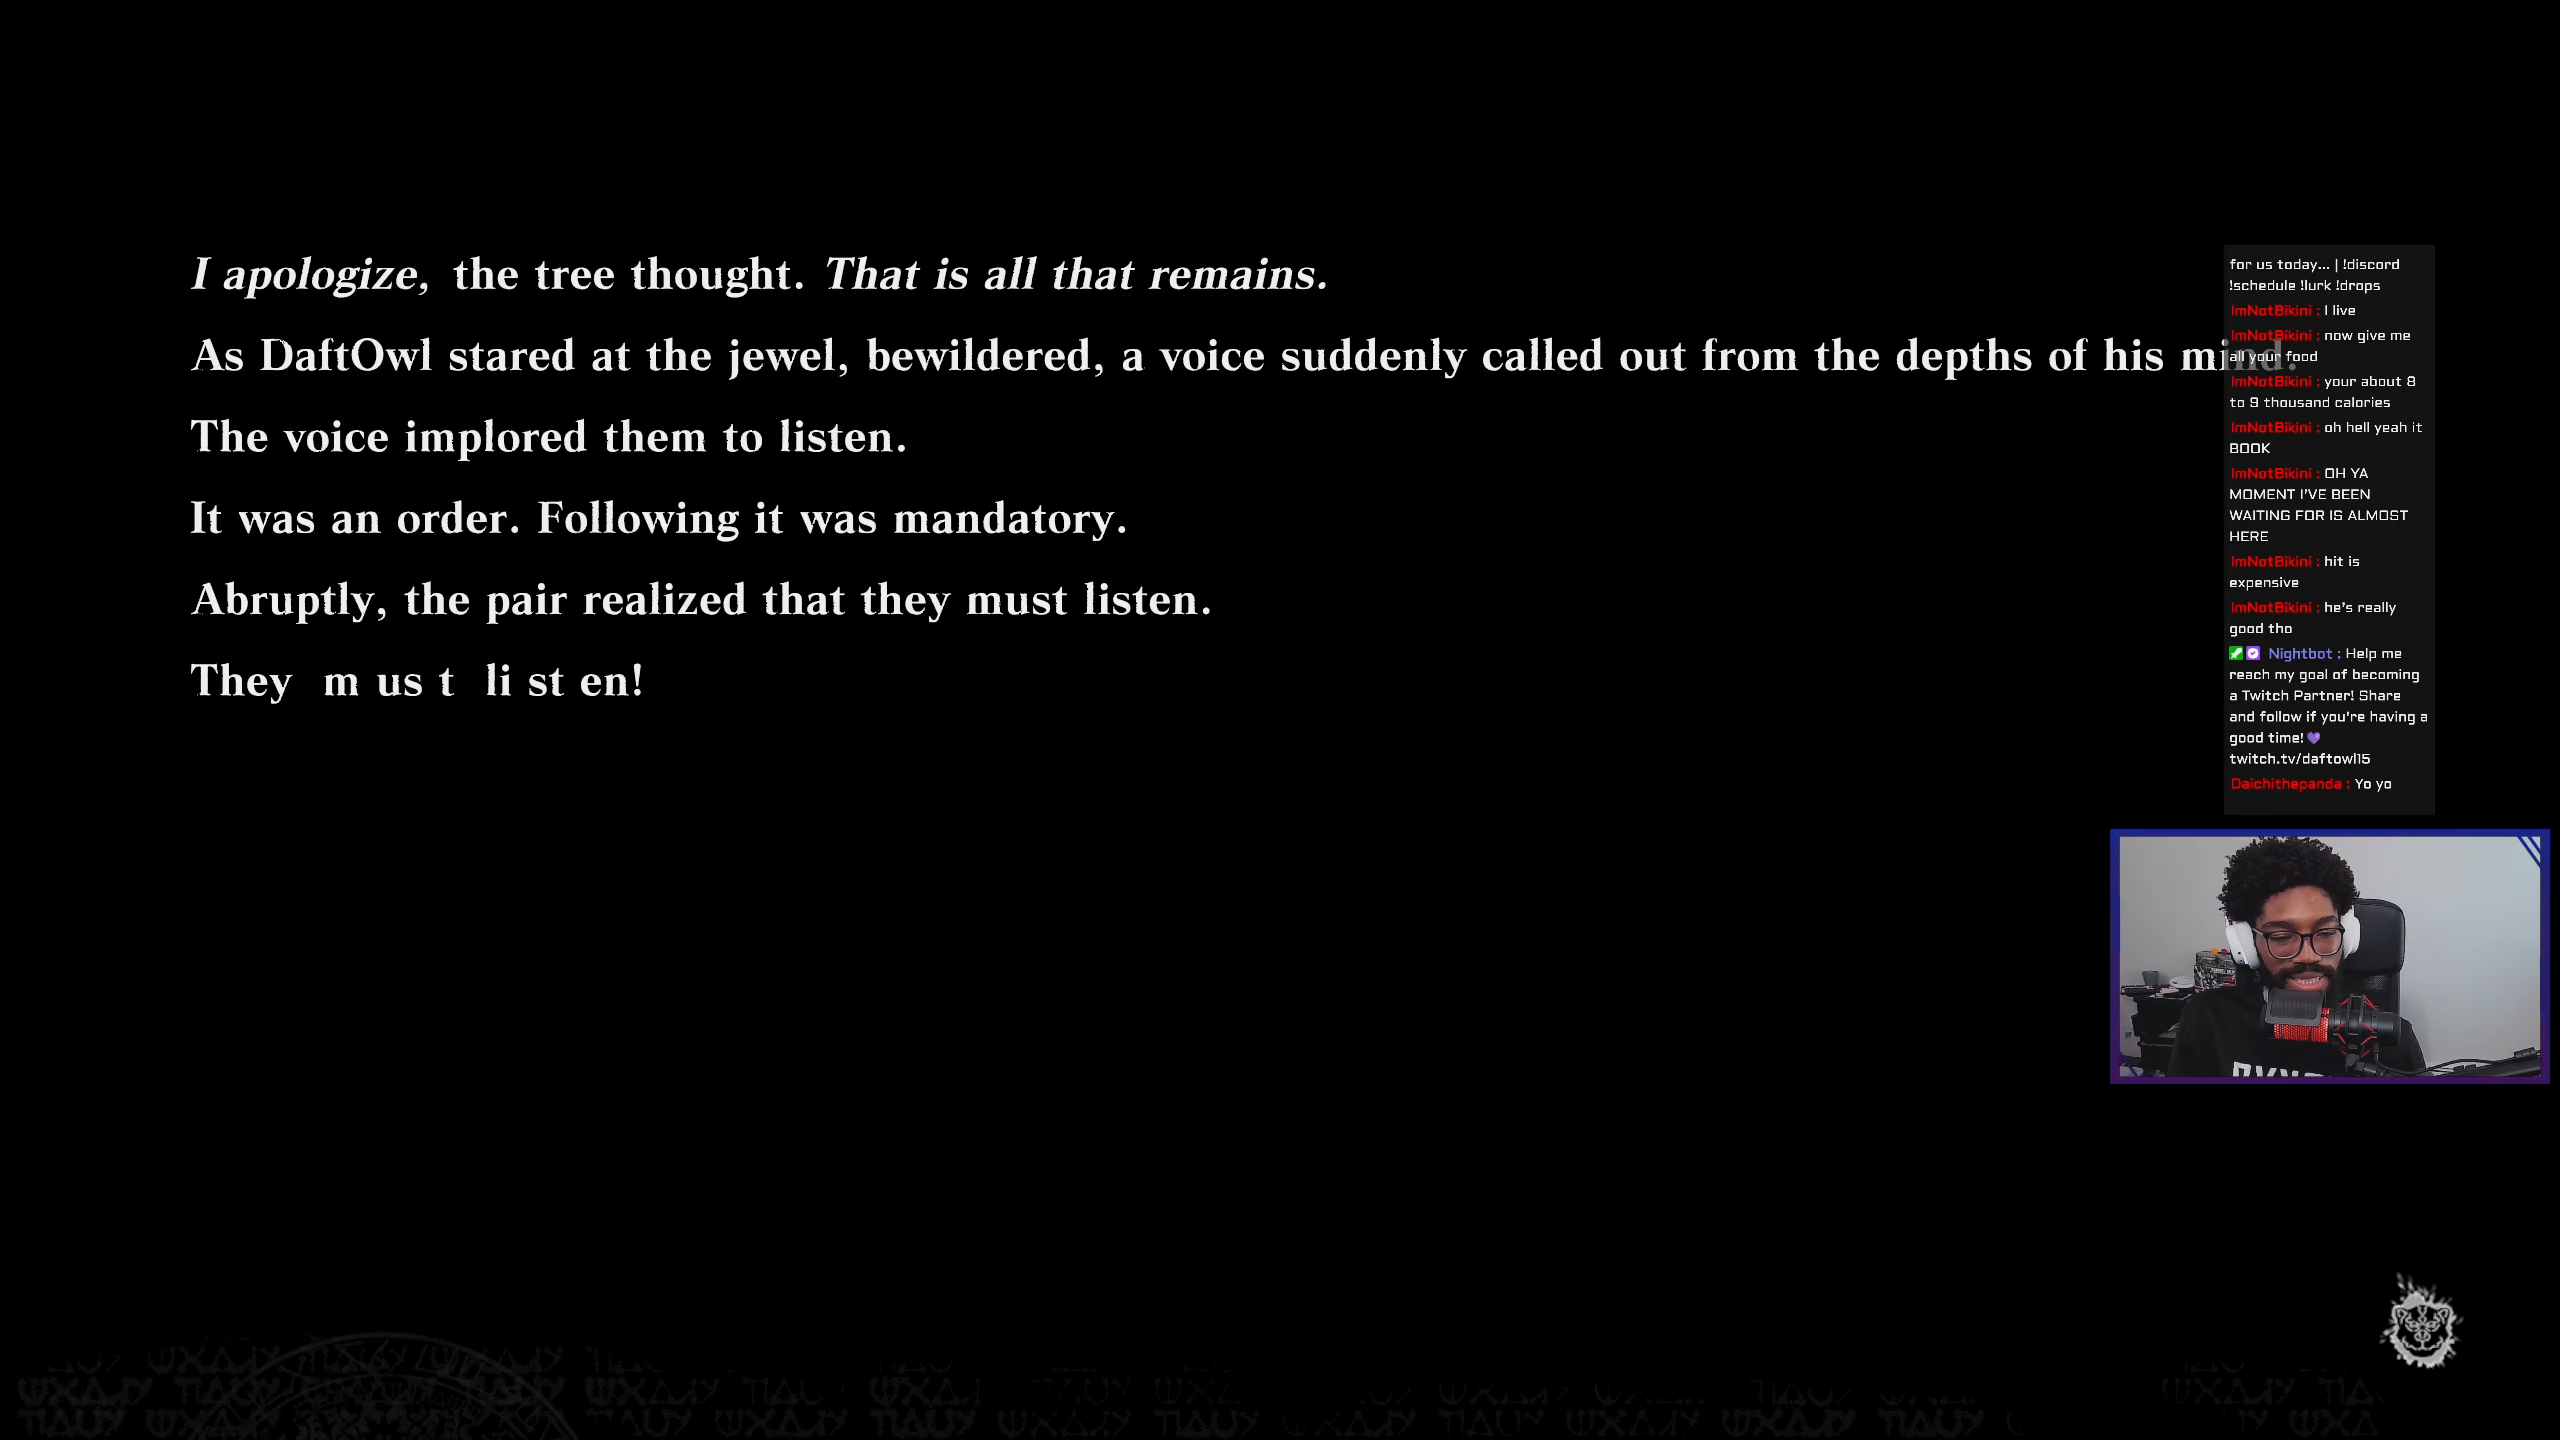 I apologize, the tree thought. That is all that remains.
As DaftOwl stared at the jewel, bewildered, a voice suddenly called out from the depths of his mind.
The voice implored them to listen.
It was an order. Following it was mandatory.
Abruptly, the pair realized that they must listen.
They m us t li st en!
for us today... | !discord
!schedule !lurk !drops
ImNotBikini : I live
ImNotBikini : now give me
all your food
ImNotBikini : your about 8
to 9 thousand calories
ImNotBikini : oh hell yeah it
BOOK
ImNotBikini : OH YA
MOMENT I'VE BEEN
WAITING FOR IS ALMOST
HERE
ImNotBikini : hit is
expensive
ImNotBikini : he's really
good tho
Nightbot : Help me
reach my goal of becoming
a Twitch Partner! Share
and follow if you're having a
good time!💜
twitch.tv/daftowl15
Daichithepanda : Yo yo